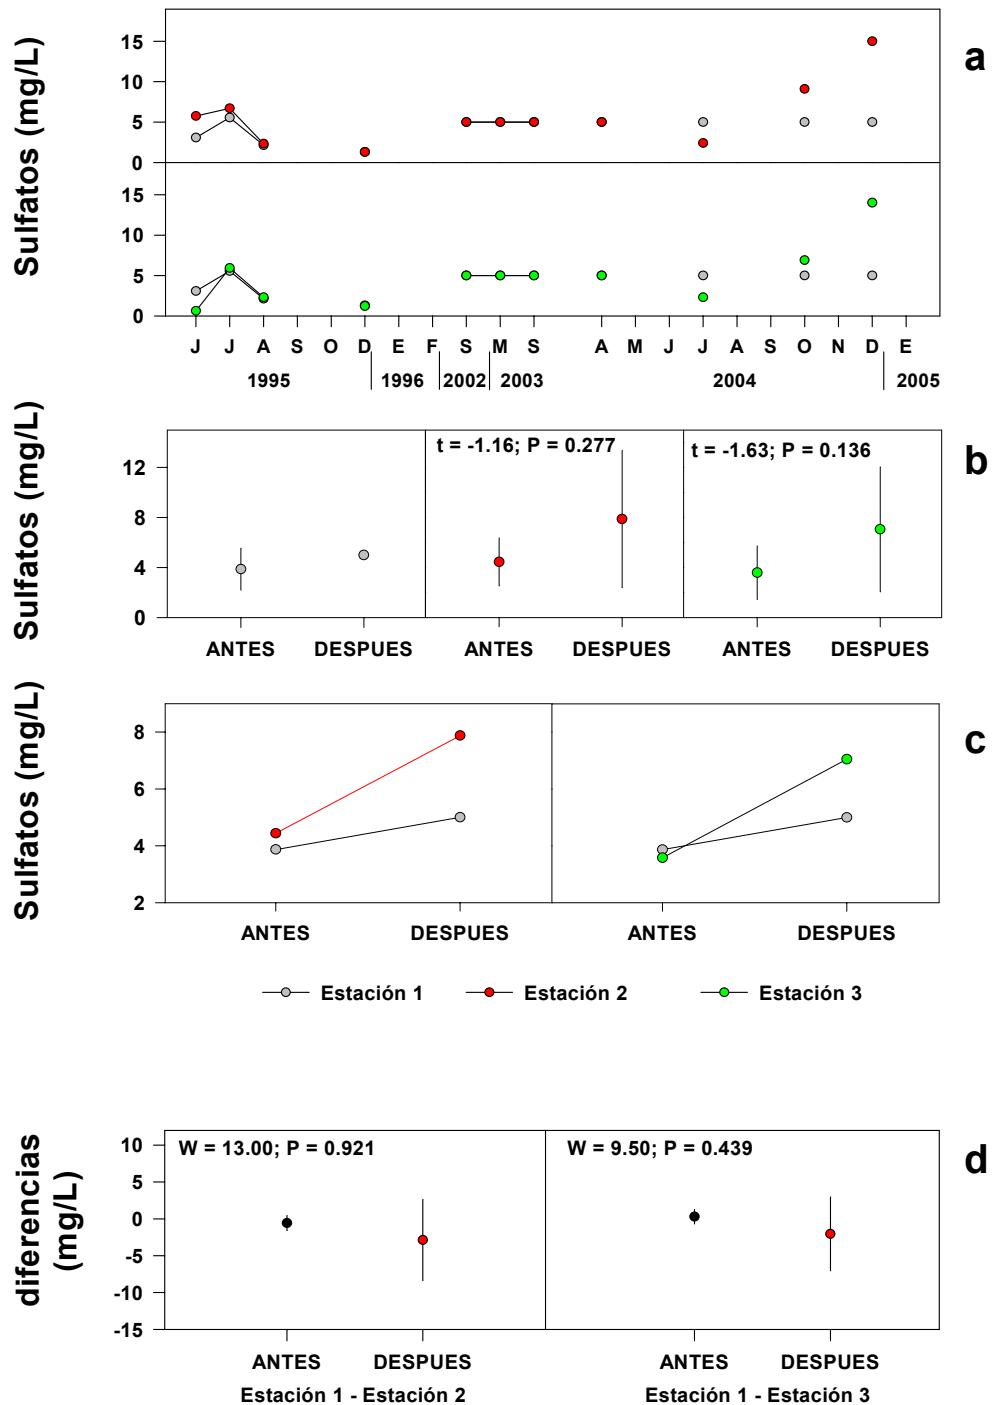 Sulfatos (mg/L)
a
15
10
5
0
15
10
5
0
J J A S O D E F S M S A M J J A S O N D E
1995 1996 2002 2003 2004 2005
Sulfatos (mg/L)
b
t = -1.16; P = 0.277
t = -1.63; P = 0.136
12
8
4
0
ANTES DESPUES ANTES DESPUES ANTES DESPUES
Sulfatos (mg/L)
c
8
6
4
2
ANTES DESPUES ANTES DESPUES
Estación 1 Estación 2 Estación 3
diferencias
(mg/L)
d
W = 13.00; P = 0.921
W = 9.50; P = 0.439
10
5
0
-5
-10
-15
ANTES DESPUES ANTES DESPUES
Estación 1 - Estación 2 Estación 1 - Estación 3